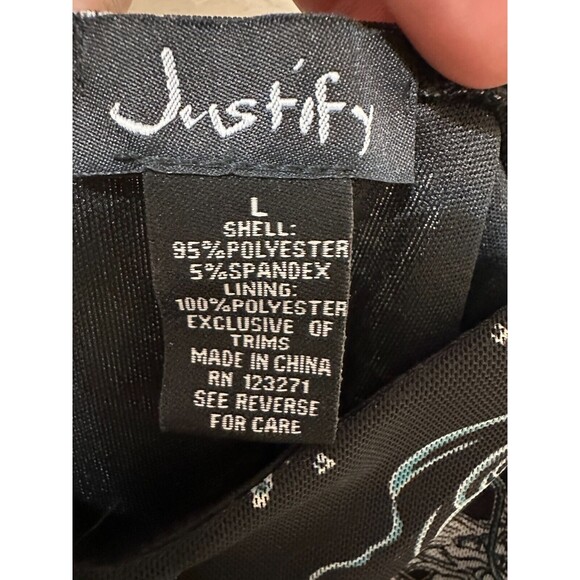 Justify
L
SHELL:
95%POLYESTER
5%SPANDEX
LINING:
100%POLYESTER
EXCLUSIVE OF
TRIMS
MADE IN CHINA
RN 123271
SEE REVERSE
FOR CARE